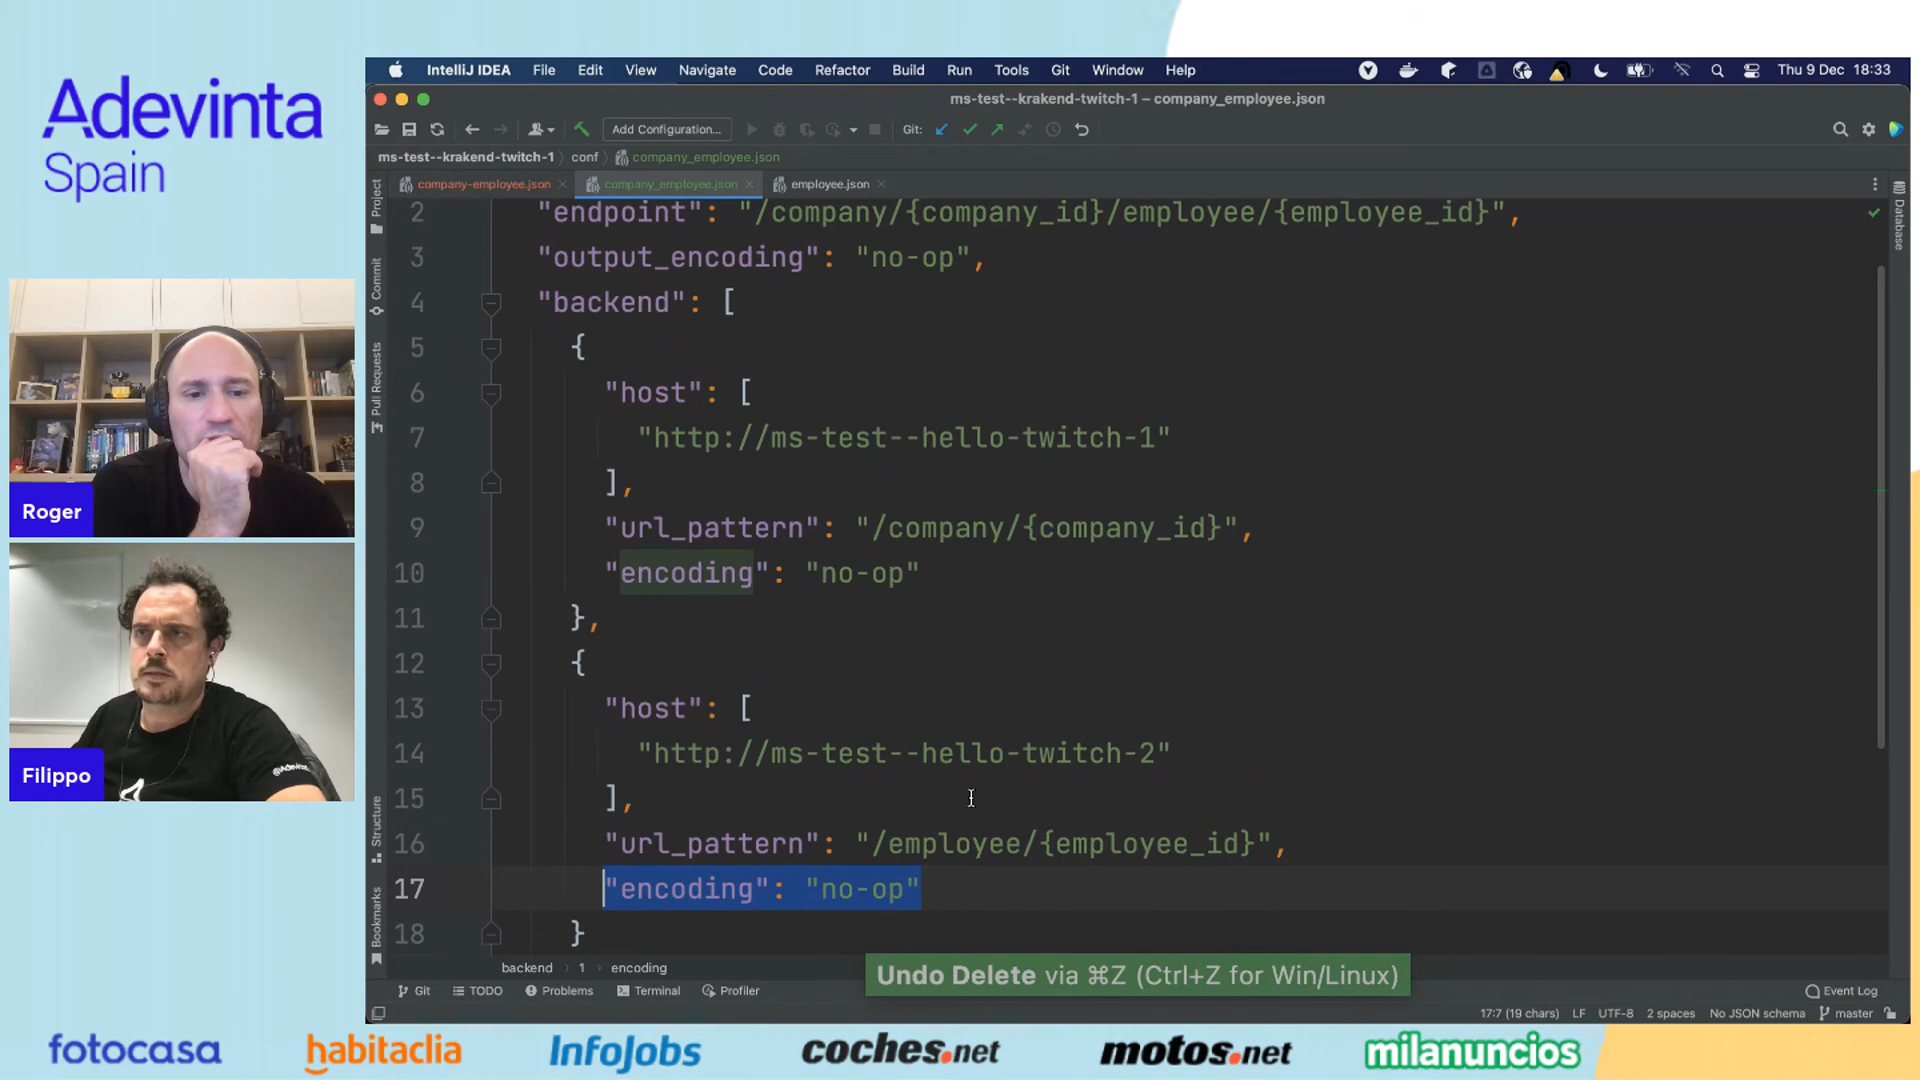 Adevinta
Spain
IntelliJ IDEA File Edit View Navigate Code Refactor Build Run Tools Git Window Help Thu 9 Dec 18:33
ms-test--krakend-twitch-1 – company_employee.json
Add Configuration... Git:
ms-test--krakend-twitch-1 conf company_employee.json
company-employee.json company_employee.json employee.json
Project
Commit
Pull Requests
Structure
Bookmarks
Database
2 "endpoint": "/company/{company_id}/employee/{employee_id}",
3 "output_encoding": "no-op",
4 "backend": [
5 {
6 "host": [
7 "http://ms-test--hello-twitch-1"
8 ],
9 "url_pattern": "/company/{company_id}",
10 "encoding": "no-op"
11 },
12 {
13 "host": [
14 "http://ms-test--hello-twitch-2"
15 ],
16 "url_pattern": "/employee/{employee_id}",
17 "encoding": "no-op"
18 }
Roger
Filippo
backend 1 encoding
Undo Delete via ⌘Z (Ctrl+Z for Win/Linux)
Git TODO Problems Terminal Profiler Event Log
17:7 (19 chars) LF UTF-8 2 spaces No JSON schema master
fotocasa habitaclia InfoJobs coches.net motos.net milanuncios